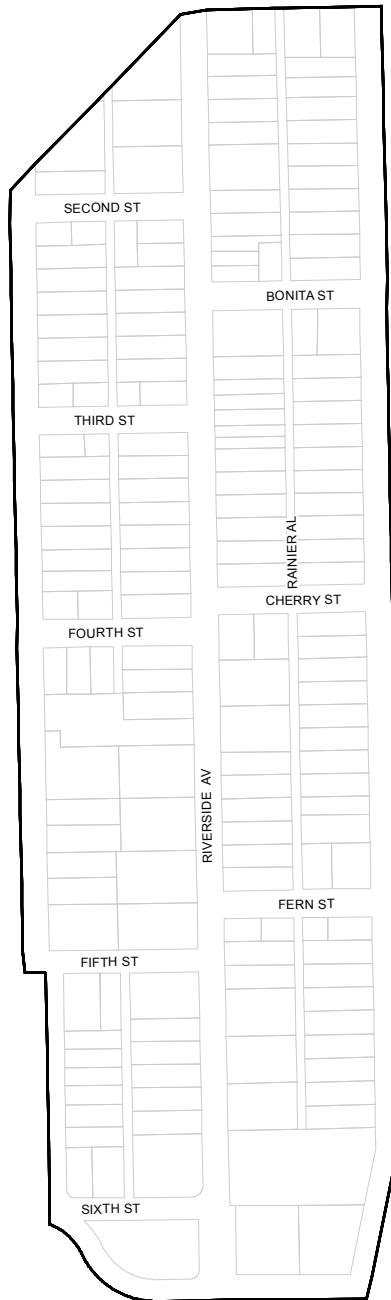 SECOND ST
BONITA ST
THIRD ST
RAINIER AL
CHERRY ST
FOURTH ST
RIVERSIDE AV
FERN ST
FIFTH ST
SIXTH ST